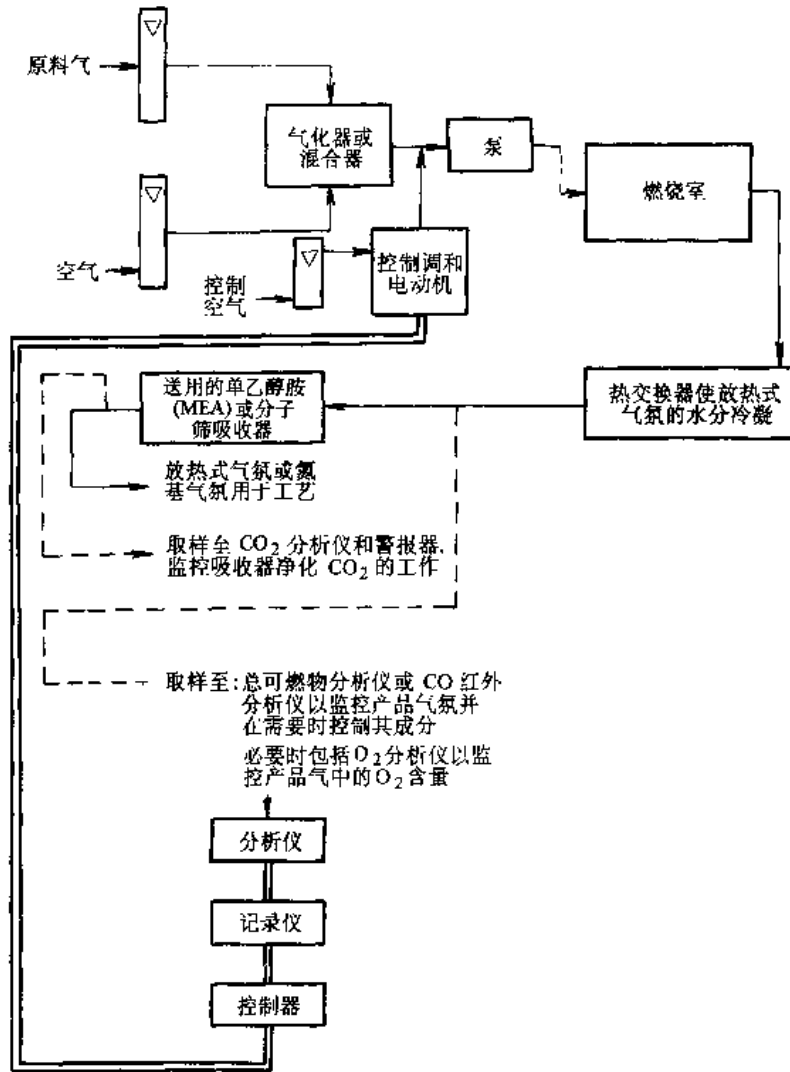 原料气
气化器或
混合器
泵
燃烧室
空气
控制
空气
控制调和
电动机
送用的单乙醇胺
(MEA)或分子
筛吸收器
热交换器使放热式
气氛的水分冷凝
放热式气氛或氮
基气氛用于工艺
取样至 CO₂ 分析仪和警报器,
监控吸收器净化 CO₂ 的工作
取样至:总可燃物分析仪或 CO 红外
分析仪以监控产品气氛并
在需要时控制其成分
必要时包括O₂分析仪以监
控产品气中的O₂含量
分析仪
记录仪
控制器